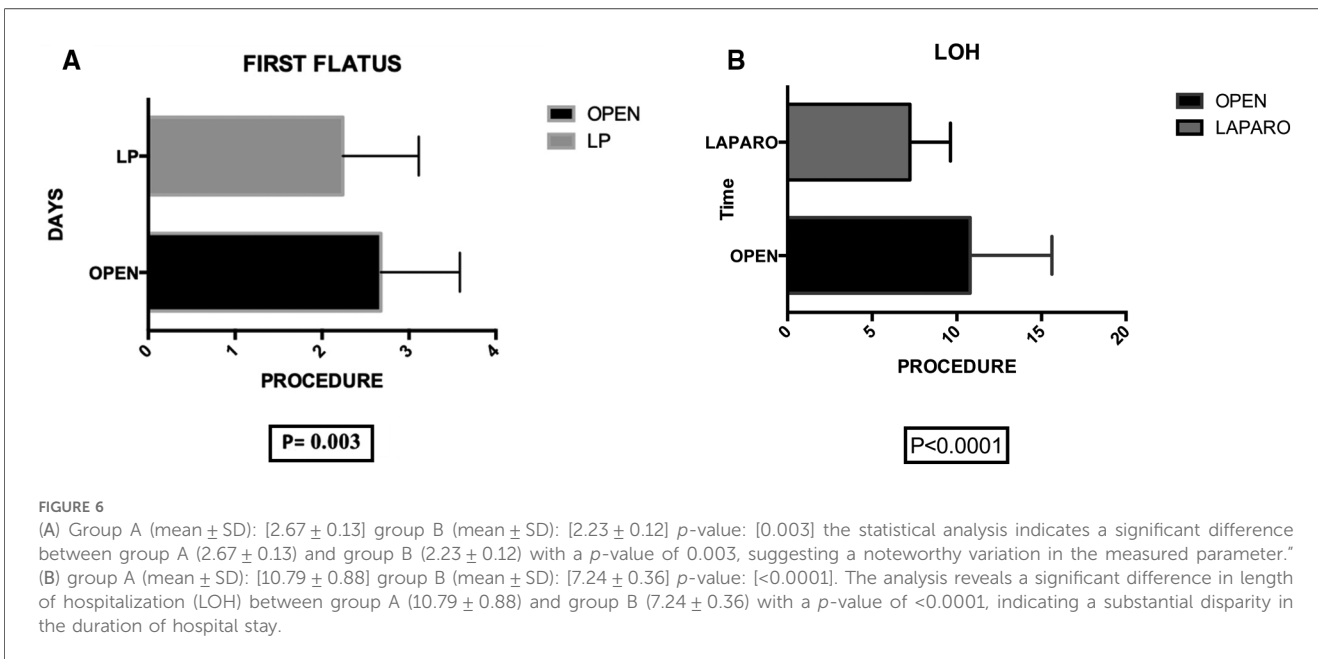 A
FIRST FLATUS
OPEN
LP
LP
OPEN
DAYS
0 1 2 3 4
PROCEDURE
P= 0.003
B
LOH
OPEN
LAPARO
LAPARO
OPEN
Time
0 5 10 15 20
PROCEDURE
P<0.0001
FIGURE 6
(A) Group A (mean ± SD): [2.67 ± 0.13] group B (mean ± SD): [2.23 ± 0.12] p-value: [0.003] the statistical analysis indicates a significant difference
between group A (2.67 ± 0.13) and group B (2.23 ± 0.12) with a p-value of 0.003, suggesting a noteworthy variation in the measured parameter.”
(B) group A (mean ± SD): [10.79 ± 0.88] group B (mean ± SD): [7.24 ± 0.36] p-value: [<0.0001]. The analysis reveals a significant difference in length
of hospitalization (LOH) between group A (10.79 ± 0.88) and group B (7.24 ± 0.36) with a p-value of <0.0001, indicating a substantial disparity in
the duration of hospital stay.